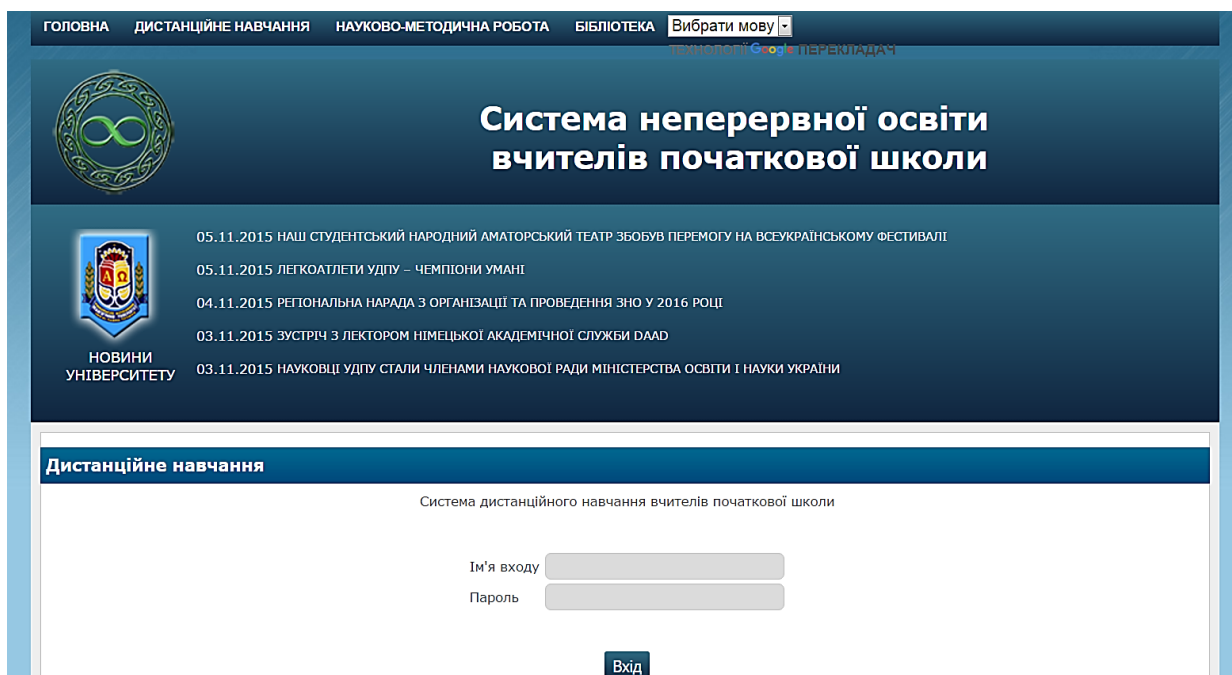 ГОЛОВНА ДИСТАНЦІЙНЕ НАВЧАННЯ НАУКОВО-МЕТОДИЧНА РОБОТА БІБЛІОТЕКА Вибрати мову
ТЕХНОЛОГІЇ Google ПЕРЕКЛАДАЧ
Система неперервної освіти
вчителів початкової школи
05.11.2015 НАШ СТУДЕНТСЬКИЙ НАРОДНИЙ АМАТОРСЬКИЙ ТЕАТР ЗБОБУВ ПЕРЕМОГУ НА ВСЕУКРАЇНСЬКОМУ ФЕСТИВАЛІ
05.11.2015 ЛЕГКОАТЛЕТИ УДПУ – ЧЕМПІОНИ УМАНІ
04.11.2015 РЕГІОНАЛЬНА НАРАДА З ОРГАНІЗАЦІЇ ТА ПРОВЕДЕННЯ ЗНО У 2016 РОЦІ
03.11.2015 ЗУСТРІЧ З ЛЕКТОРОМ НІМЕЦЬКОЇ АКАДЕМІЧНОЇ СЛУЖБИ DAAD
03.11.2015 НАУКОВЦІ УДПУ СТАЛИ ЧЛЕНАМИ НАУКОВОЇ РАДИ МІНІСТЕРСТВА ОСВІТИ І НАУКИ УКРАЇНИ
Α Ω
НОВИНИ
УНІВЕРСИТЕТУ
Дистанційне навчання
Система дистанційного навчання вчителів початкової школи
Ім'я входу
Пароль
Вхід